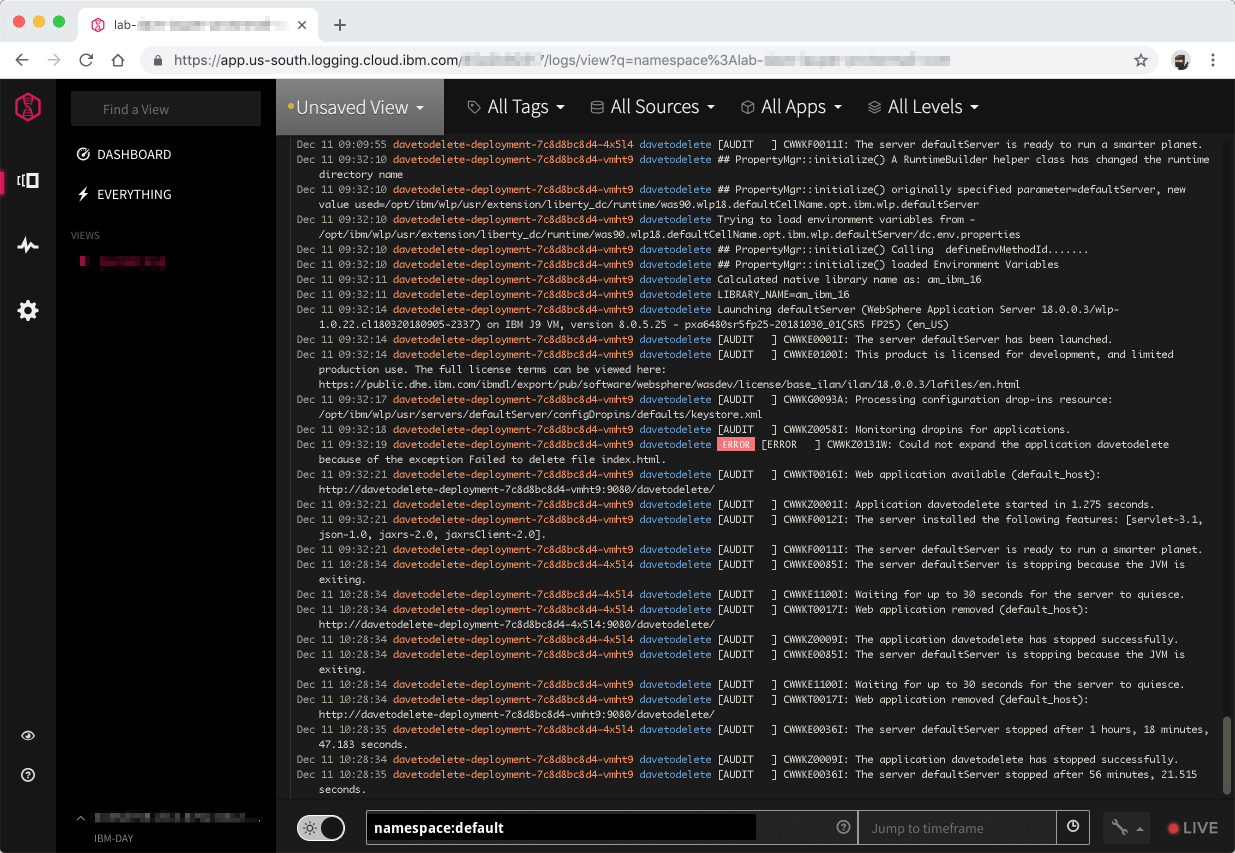 lab-
https://app.us-south.logging.cloud.ibm.com/ /logs/view?q=namespace%3Alab-
Find a View
DASHBOARD
EVERYTHING
VIEWS
IBM-DAY
Unsaved View
All Tags
All Sources
All Apps
All Levels
Dec 11 09:09:55 davetodelete-deployment-7c8d8bc8d4-4x5l4 davetodelete [AUDIT   ] CWWKF0011I: The server defaultServer is ready to run a smarter planet.
Dec 11 09:32:10 davetodelete-deployment-7c8d8bc8d4-vmht9 davetodelete ## PropertyMgr::initialize() A RuntimeBuilder helper class has changed the runtime
directory name
Dec 11 09:32:10 davetodelete-deployment-7c8d8bc8d4-vmht9 davetodelete ## PropertyMgr::initialize() originally specified parameter=defaultServer, new
value used=/opt/ibm/wlp/usr/extension/liberty_dc/runtime/was90.wlp18.defaultCellName.opt.ibm.wlp.defaultServer
Dec 11 09:32:10 davetodelete-deployment-7c8d8bc8d4-vmht9 davetodelete Trying to load environment variables from -
/opt/ibm/wlp/usr/extension/liberty_dc/runtime/was90.wlp18.defaultCellName.opt.ibm.wlp.defaultServer/dc.env.properties
Dec 11 09:32:10 davetodelete-deployment-7c8d8bc8d4-vmht9 davetodelete ## PropertyMgr::initialize() Calling  defineEnvMethodId.......
Dec 11 09:32:10 davetodelete-deployment-7c8d8bc8d4-vmht9 davetodelete ## PropertyMgr::initialize() loaded Environment Variables
Dec 11 09:32:11 davetodelete-deployment-7c8d8bc8d4-vmht9 davetodelete Calculated native library name as: am_ibm_16
Dec 11 09:32:11 davetodelete-deployment-7c8d8bc8d4-vmht9 davetodelete LIBRARY_NAME=am_ibm_16
Dec 11 09:32:14 davetodelete-deployment-7c8d8bc8d4-vmht9 davetodelete Launching defaultServer (WebSphere Application Server 18.0.0.3/wlp-
1.0.22.cl180320180905-2337) on IBM J9 VM, version 8.0.5.25 - pxa6480sr5fp25-20181030_01(SR5 FP25) (en_US)
Dec 11 09:32:14 davetodelete-deployment-7c8d8bc8d4-vmht9 davetodelete [AUDIT   ] CWWKE0001I: The server defaultServer has been launched.
Dec 11 09:32:14 davetodelete-deployment-7c8d8bc8d4-vmht9 davetodelete [AUDIT   ] CWWKE0100I: This product is licensed for development, and limited
production use. The full license terms can be viewed here:
https://public.dhe.ibm.com/ibmdl/export/pub/software/websphere/wasdev/license/base_ilan/ilan/18.0.0.3/lafiles/en.html
Dec 11 09:32:17 davetodelete-deployment-7c8d8bc8d4-vmht9 davetodelete [AUDIT   ] CWWKG0093A: Processing configuration drop-ins resource:
/opt/ibm/wlp/usr/servers/defaultServer/configDropins/defaults/keystore.xml
Dec 11 09:32:18 davetodelete-deployment-7c8d8bc8d4-vmht9 davetodelete [AUDIT   ] CWWKZ0058I: Monitoring dropins for applications.
Dec 11 09:32:19 davetodelete-deployment-7c8d8bc8d4-vmht9 davetodelete ERROR [ERROR   ] CWWKZ0131W: Could not expand the application davetodelete
because of the exception Failed to delete file index.html.
Dec 11 09:32:21 davetodelete-deployment-7c8d8bc8d4-vmht9 davetodelete [AUDIT   ] CWWKT0016I: Web application available (default_host):
http://davetodelete-deployment-7c8d8bc8d4-vmht9:9080/davetodelete/
Dec 11 09:32:21 davetodelete-deployment-7c8d8bc8d4-vmht9 davetodelete [AUDIT   ] CWWKZ0001I: Application davetodelete started in 1.275 seconds.
Dec 11 09:32:21 davetodelete-deployment-7c8d8bc8d4-vmht9 davetodelete [AUDIT   ] CWWKF0012I: The server installed the following features: [servlet-3.1,
json-1.0, jaxrs-2.0, jaxrsClient-2.0].
Dec 11 09:32:21 davetodelete-deployment-7c8d8bc8d4-vmht9 davetodelete [AUDIT   ] CWWKF0011I: The server defaultServer is ready to run a smarter planet.
Dec 11 10:28:34 davetodelete-deployment-7c8d8bc8d4-4x5l4 davetodelete [AUDIT   ] CWWKE0085I: The server defaultServer is stopping because the JVM is
exiting.
Dec 11 10:28:34 davetodelete-deployment-7c8d8bc8d4-4x5l4 davetodelete [AUDIT   ] CWWKE1100I: Waiting for up to 30 seconds for the server to quiesce.
Dec 11 10:28:34 davetodelete-deployment-7c8d8bc8d4-4x5l4 davetodelete [AUDIT   ] CWWKT0017I: Web application removed (default_host):
http://davetodelete-deployment-7c8d8bc8d4-4x5l4:9080/davetodelete/
Dec 11 10:28:34 davetodelete-deployment-7c8d8bc8d4-4x5l4 davetodelete [AUDIT   ] CWWKZ0009I: The application davetodelete has stopped successfully.
Dec 11 10:28:34 davetodelete-deployment-7c8d8bc8d4-vmht9 davetodelete [AUDIT   ] CWWKE0085I: The server defaultServer is stopping because the JVM is
exiting.
Dec 11 10:28:34 davetodelete-deployment-7c8d8bc8d4-vmht9 davetodelete [AUDIT   ] CWWKE1100I: Waiting for up to 30 seconds for the server to quiesce.
Dec 11 10:28:34 davetodelete-deployment-7c8d8bc8d4-vmht9 davetodelete [AUDIT   ] CWWKT0017I: Web application removed (default_host):
http://davetodelete-deployment-7c8d8bc8d4-vmht9:9080/davetodelete/
Dec 11 10:28:35 davetodelete-deployment-7c8d8bc8d4-4x5l4 davetodelete [AUDIT   ] CWWKE0036I: The server defaultServer stopped after 1 hours, 18 minutes,
47.183 seconds.
Dec 11 10:28:35 davetodelete-deployment-7c8d8bc8d4-vmht9 davetodelete [AUDIT   ] CWWKZ0009I: The application davetodelete has stopped successfully.
Dec 11 10:28:35 davetodelete-deployment-7c8d8bc8d4-vmht9 davetodelete [AUDIT   ] CWWKE0036I: The server defaultServer stopped after 56 minutes, 21.515
seconds.
namespace:default
Jump to timeframe
LIVE